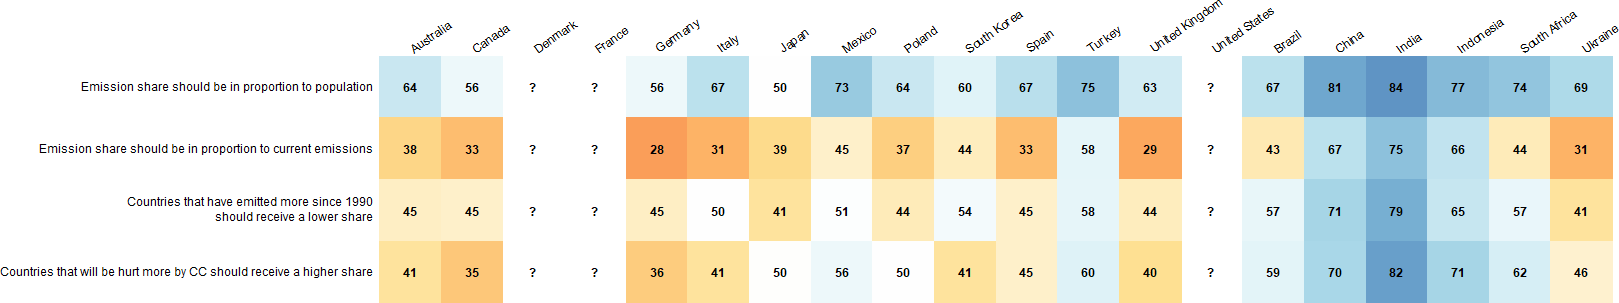 Australia Canada Denmark France Germany Italy Japan Mexico Poland South Korea Spain Turkey United Kingdom United States Brazil China India Indonesia South Africa Ukraine
Emission share should be in proportion to population 64 56 ? ? 56 67 50 73 64 60 67 75 63 ? 67 81 84 77 74 69
Emission share should be in proportion to current emissions 38 33 ? ? 28 31 39 45 37 44 33 58 29 ? 43 67 75 66 44 31
Countries that have emitted more since 1990
should receive a lower share 45 45 ? ? 45 50 41 51 44 54 45 58 44 ? 57 71 79 65 57 41
Countries that will be hurt more by CC should receive a higher share 41 35 ? ? 36 41 50 56 50 41 45 60 40 ? 59 70 82 71 62 46